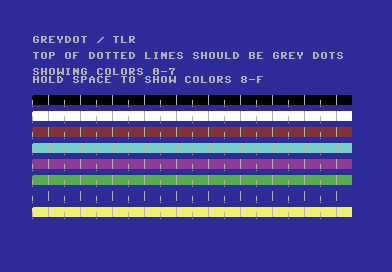 GREYDOT / TLR
TOP OF DOTTED LINES SHOULD BE GREY DOTS
SHOWING COLORS 0-7
HOLD SPACE TO SHOW COLORS 8-F